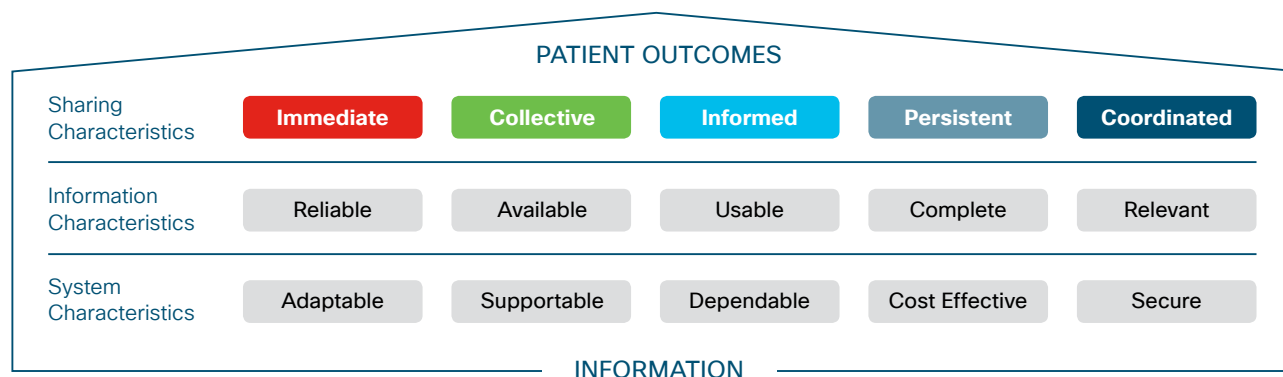 PATIENT OUTCOMES
Sharing
Characteristics
Immediate
Collective
Informed
Persistent
Coordinated
Information
Characteristics
Reliable
Available
Usable
Complete
Relevant
System
Characteristics
Adaptable
Supportable
Dependable
Cost Effective
Secure
INFORMATION